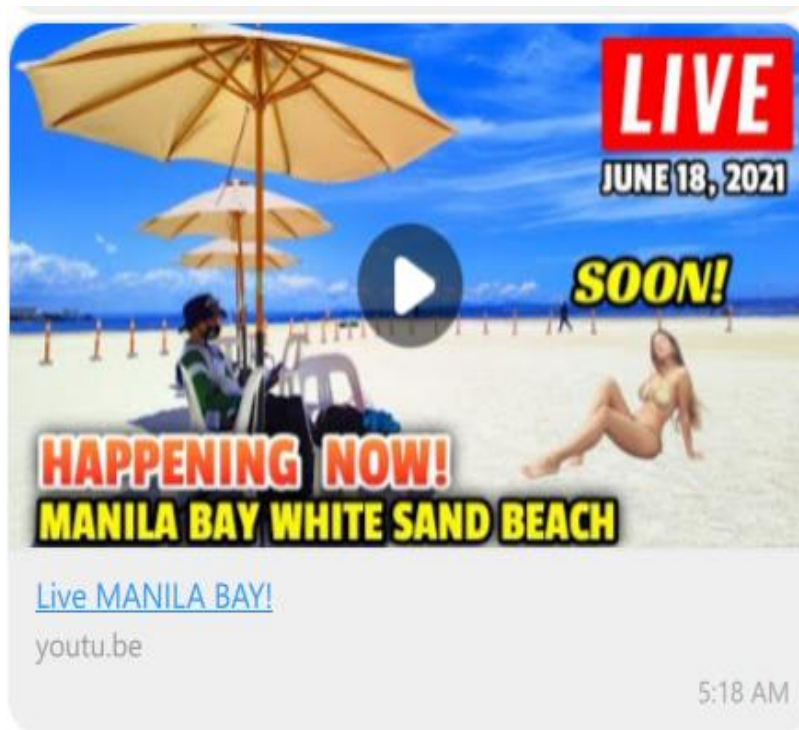 LIVE
JUNE 18, 2021
SOON!
HAPPENING NOW!
MANILA BAY WHITE SAND BEACH
Live MANILA BAY!
youtu.be
5:18 AM